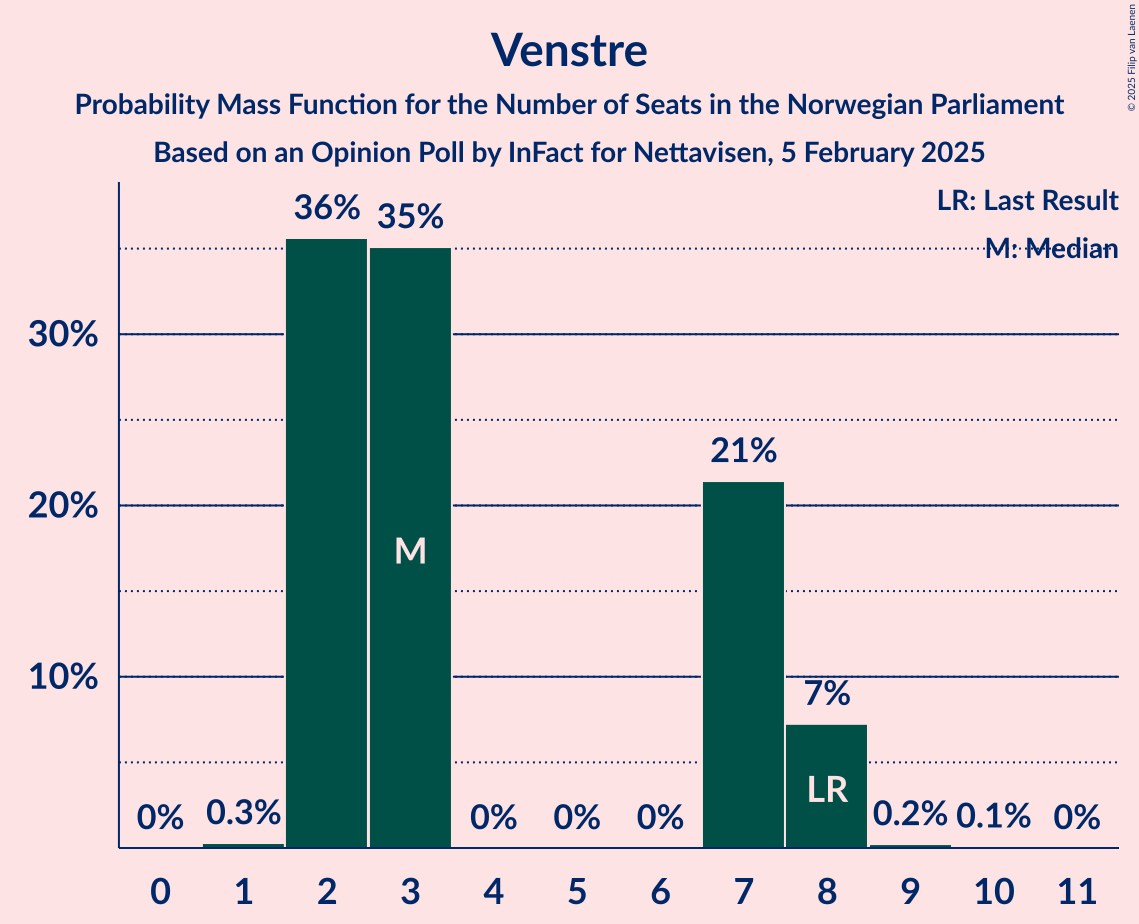 Venstre
Probability Mass Function for the Number of Seats in the Norwegian Parliament
Based on an Opinion Poll by InFact for Nettavisen, 5 February 2025
© 2025 Filip van Laenen
LR: Last Result
M: Median
36%
35%
30%
21%
20%
M
10%
7%
LR
0%
0.3%
0%
0%
0%
0.2%
0.1%
0%
0 1 2 3 4 5 6 7 8 9 10 11